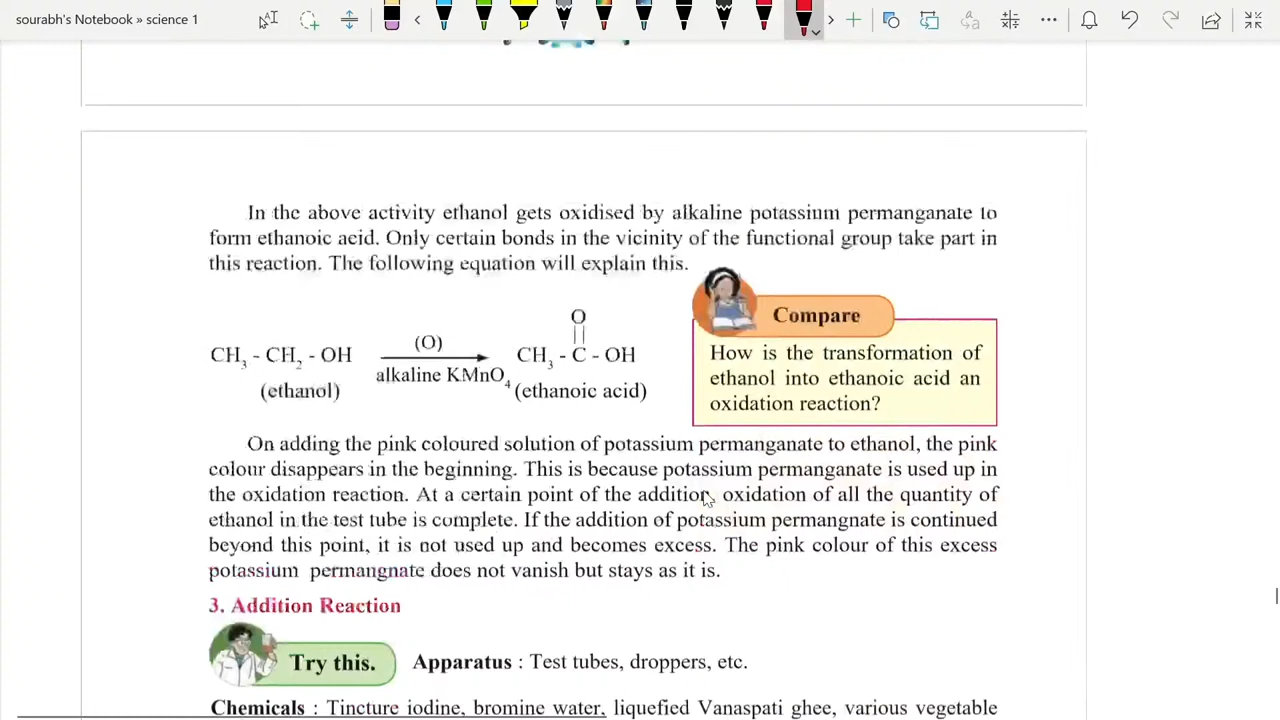 sourabh's Notebook » science 1
In the above activity ethanol gets oxidised by alkaline potassium permanganate to
form ethanoic acid. Only certain bonds in the vicinity of the functional group take part in
this reaction. The following equation will explain this.
O
||
CH₃ - CH₂ - OH (O) CH₃ - C - OH
alkaline KMnO₄
(ethanol) (ethanoic acid)
Compare
How is the transformation of
ethanol into ethanoic acid an
oxidation reaction?
On adding the pink coloured solution of potassium permanganate to ethanol, the pink
colour disappears in the beginning. This is because potassium permanganate is used up in
the oxidation reaction. At a certain point of the addition, oxidation of all the quantity of
ethanol in the test tube is complete. If the addition of potassium permangnate is continued
beyond this point, it is not used up and becomes excess. The pink colour of this excess
potassium permangnate does not vanish but stays as it is.
3. Addition Reaction
Try this. Apparatus : Test tubes, droppers, etc.
Chemicals : Tincture iodine, bromine water, liquefied Vanaspati ghee, various vegetable